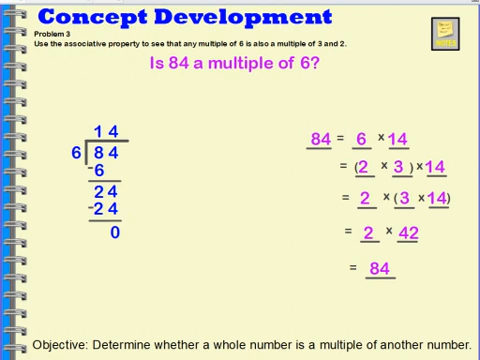 Concept Development
Problem 3
Use the associative property to see that any multiple of 6 is also a multiple of 3 and 2.
NOTES
Is 84 a multiple of 6?
14
6 84
-6
24
-24
0
84 = 6 × 14
= (2 × 3) × 14
= 2 × (3 × 14)
= 2 × 42
= 84
Objective: Determine whether a whole number is a multiple of another number.